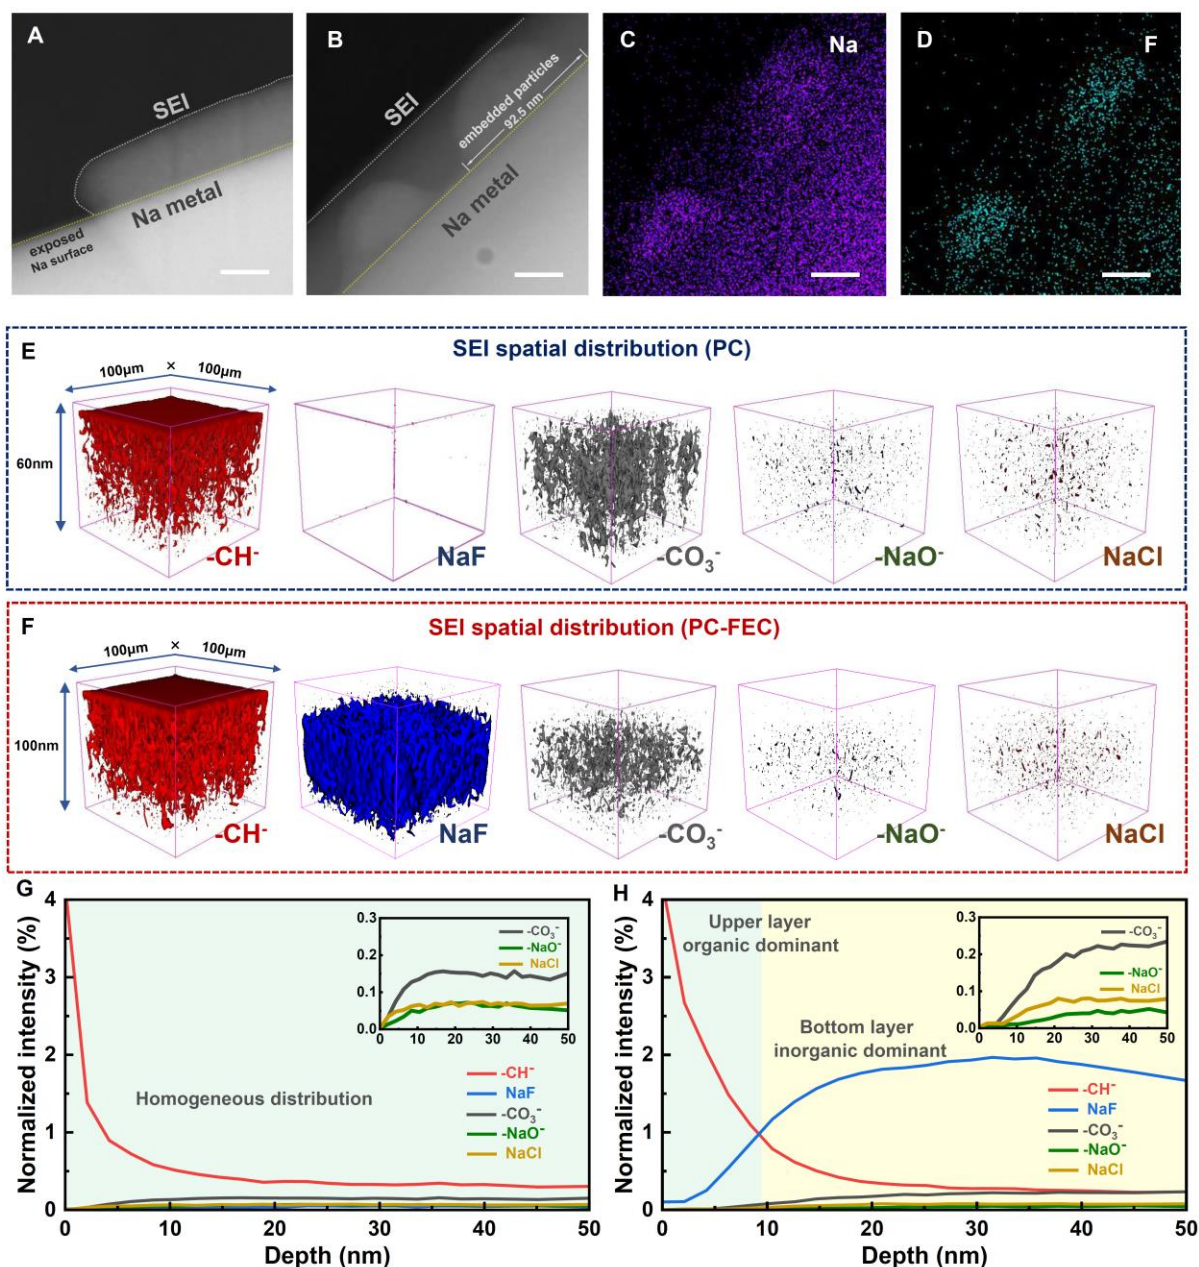 A
SEI
Na metal
exposed
Na surface
B
SEI
embedded particles
92.5 nm
Na metal
C
Na
D
F
E
SEI spatial distribution (PC)
100μm × 100μm
60nm
-CH⁻
NaF
-CO₃⁻
-NaO⁻
NaCl
F
SEI spatial distribution (PC-FEC)
100μm × 100μm
100nm
-CH⁻
NaF
-CO₃⁻
-NaO⁻
NaCl
G
Normalized intensity (%)
4
3
2
1
0
0 10 20 30 40 50
Depth (nm)
Homogeneous distribution
0.3
0.2
0.1
0.0
0 10 20 30 40 50
-CO₃⁻
-NaO⁻
NaCl
-CH⁻
NaF
-CO₃⁻
-NaO⁻
NaCl
H
Normalized intensity (%)
4
3
2
1
0
0 10 20 30 40 50
Depth (nm)
Upper layer
organic dominant
Bottom layer
inorganic dominant
0.3
0.2
0.1
0.0
0 10 20 30 40 50
-CO₃⁻
-NaO⁻
NaCl
-CH⁻
NaF
-CO₃⁻
-NaO⁻
NaCl